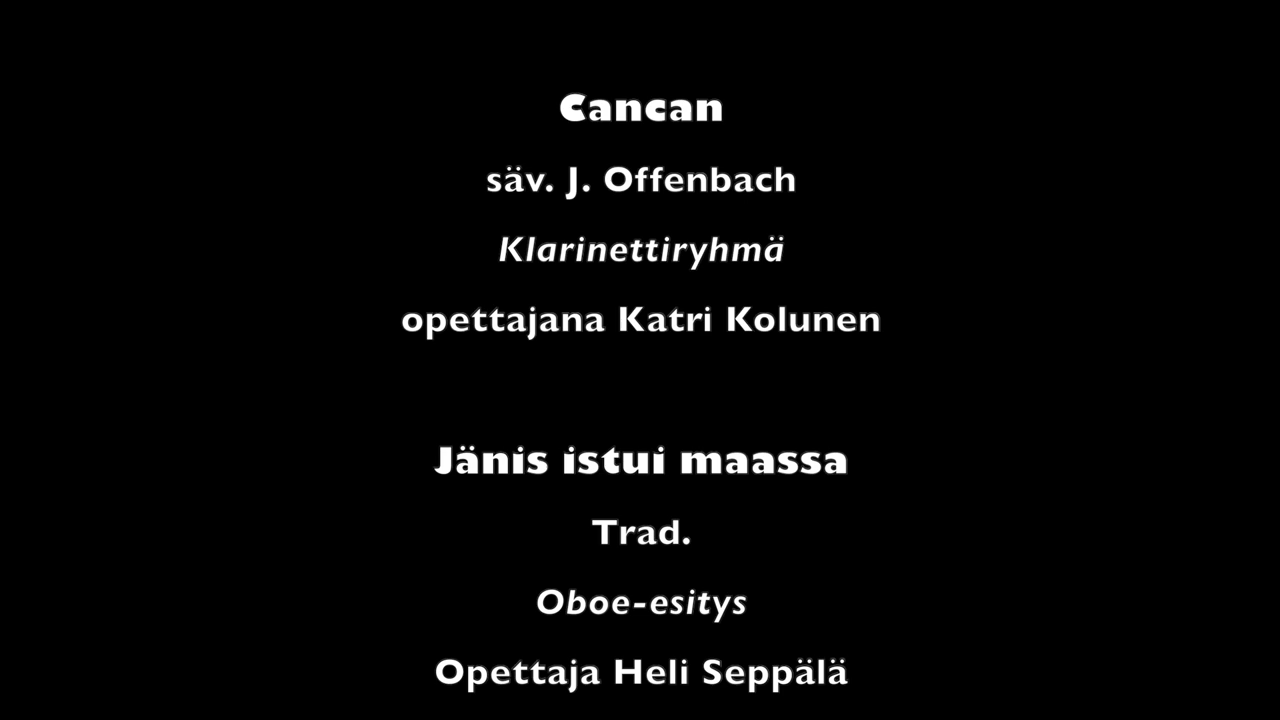 Cancan
säv. J. Offenbach
Klarinettiryhmä
opettajana Katri Kolunen
Jänis istui maassa
Trad.
Oboe-esitys
Opettaja Heli Seppälä